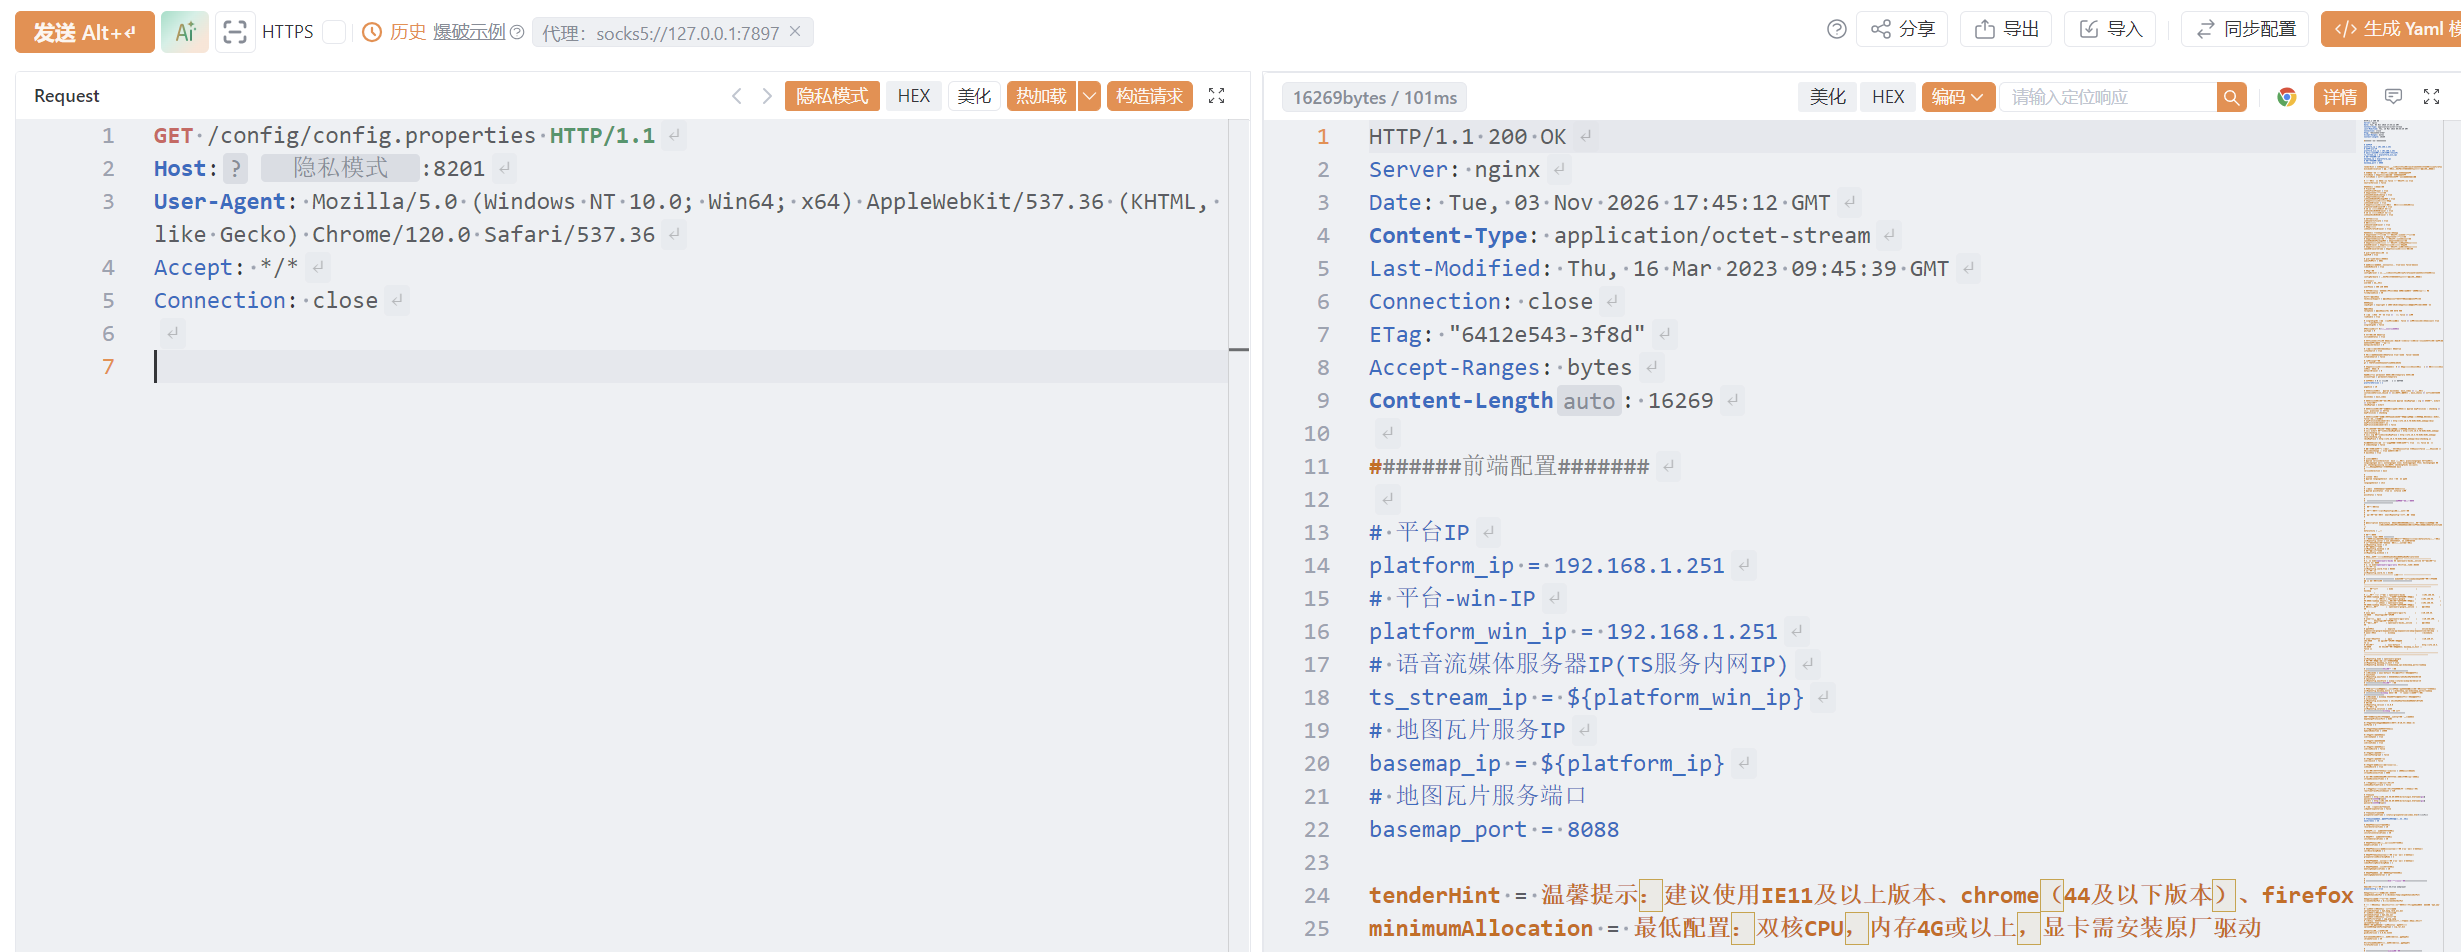 发送 Alt+↵ Ai HTTPS 历史 爆破示例 代理：socks5://127.0.0.1:7897 × 分享 导出 导入 同步配置 </> 生成 Yaml 模
Request 隐私模式 HEX 美化 热加载 构造请求
1 GET /config/config.properties HTTP/1.1
2 Host: ? 隐私模式 :8201
3 User-Agent: Mozilla/5.0 (Windows NT 10.0; Win64; x64) AppleWebKit/537.36 (KHTML,
like Gecko) Chrome/120.0 Safari/537.36
4 Accept: */*
5 Connection: close
6
7
16269bytes / 101ms 美化 HEX 编码 请输入定位响应 详情
1 HTTP/1.1 200 OK
2 Server: nginx
3 Date: Tue, 03 Nov 2026 17:45:12 GMT
4 Content-Type: application/octet-stream
5 Last-Modified: Thu, 16 Mar 2023 09:45:39 GMT
6 Connection: close
7 ETag: "6412e543-3f8d"
8 Accept-Ranges: bytes
9 Content-Length auto : 16269
10
11 #######前端配置#######
12
13 # 平台IP
14 platform_ip = 192.168.1.251
15 # 平台-win-IP
16 platform_win_ip = 192.168.1.251
17 # 语音流媒体服务器IP(TS服务内网IP)
18 ts_stream_ip = ${platform_win_ip}
19 # 地图瓦片服务IP
20 basemap_ip = ${platform_ip}
21 # 地图瓦片服务端口
22 basemap_port = 8088
23
24 tenderHint = 温馨提示：建议使用IE11及以上版本、chrome（44及以下版本）、firefox
25 minimumAllocation = 最低配置：双核CPU，内存4G或以上，显卡需安装原厂驱动